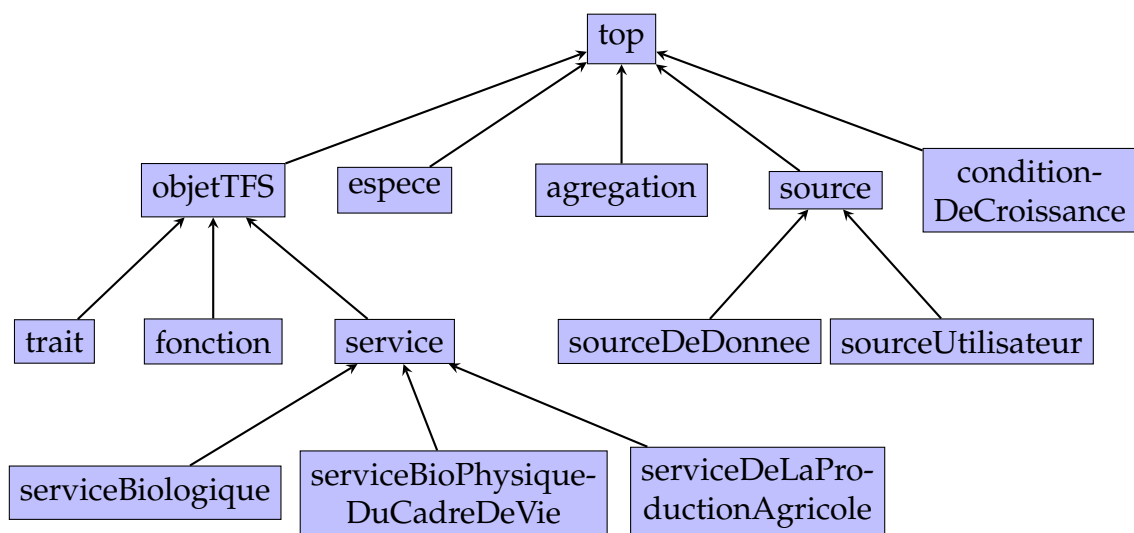 top
objetTFS
espece
agregation
source
condition-
DeCroissance
trait
fonction
service
sourceDeDonnee
sourceUtilisateur
serviceBiologique
serviceBioPhysique-
DuCadreDeVie
serviceDeLaPro-
ductionAgricole